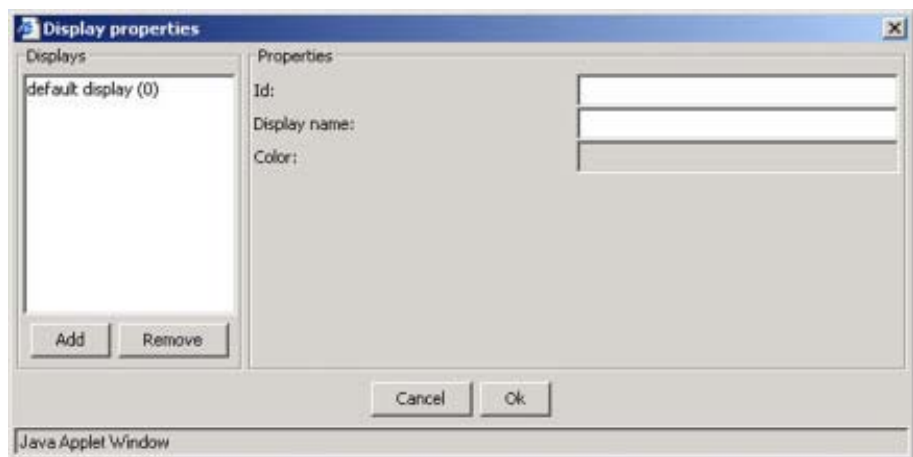 Display properties
Displays
default display (0)
Add
Remove
Properties
Id:
Display name:
Color:
Cancel
Ok
Java Applet Window